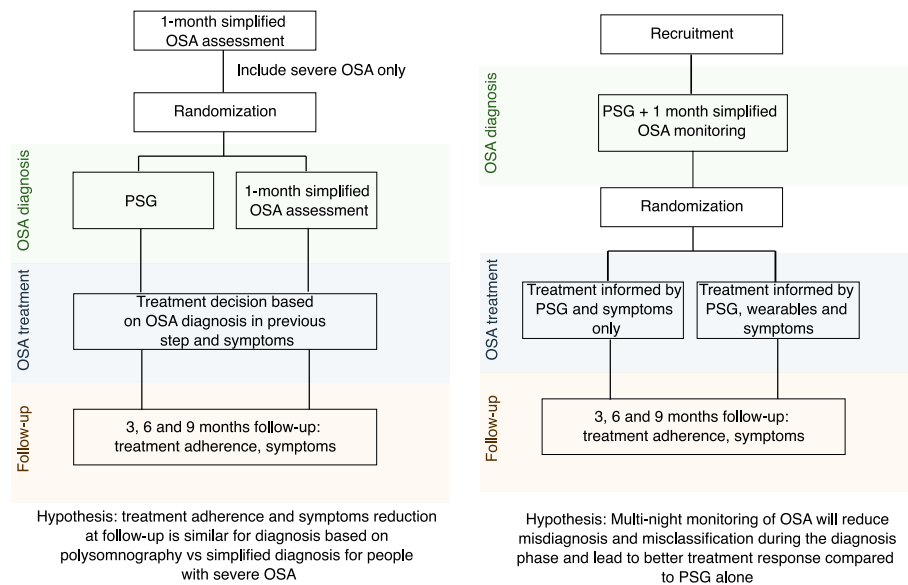 1-month simplified
OSA assessment
Include severe OSA only
Randomization
OSA diagnosis
PSG
1-month simplified
OSA assessment
OSA treatment
Treatment decision based
on OSA diagnosis in previous
step and symptoms
Follow-up
3, 6 and 9 months follow-up:
treatment adherence, symptoms
Hypothesis: treatment adherence and symptoms reduction
at follow-up is similar for diagnosis based on
polysomnography vs simplified diagnosis for people
with severe OSA
Recruitment
OSA diagnosis
PSG + 1 month simplified
OSA monitoring
Randomization
OSA treatment
Treatment informed by
PSG and symptoms
only
Treatment informed by
PSG, wearables and
symptoms
Follow-up
3, 6 and 9 months follow-up:
treatment adherence, symptoms
Hypothesis: Multi-night monitoring of OSA will reduce
misdiagnosis and misclassification during the diagnosis
phase and lead to better treatment response compared
to PSG alone